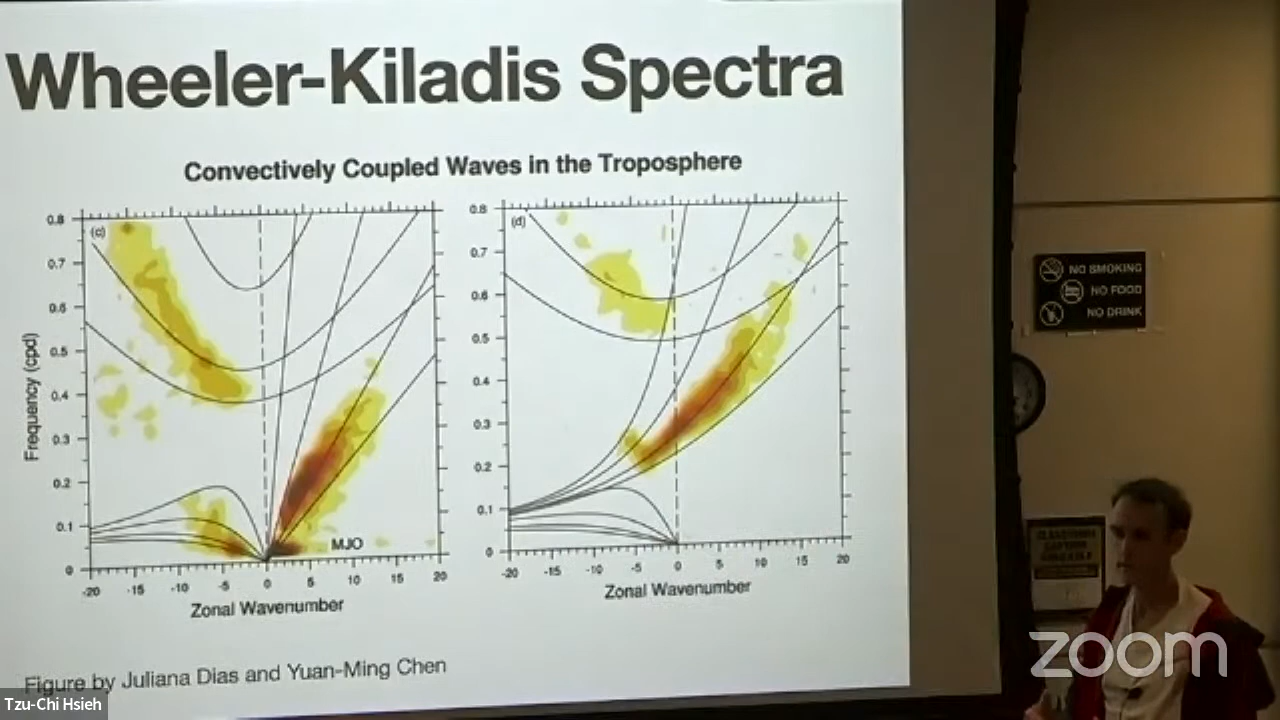 Wheeler-Kiladis Spectra
Convectively Coupled Waves in the Troposphere
(c)
0.8
0.7
0.6
0.5
0.4
0.3
0.2
0.1
0
Frequency (cpd)
MJO
-20 -15 -10 -5 0 5 10 15 20
Zonal Wavenumber
(d)
0.8
0.7
0.6
0.5
0.4
0.3
0.2
0.1
0
-20 -15 -10 -5 0 5 10 15 20
Zonal Wavenumber
Figure by Juliana Dias and Yuan-Ming Chen
Tzu-Chi Hsieh
NO SMOKING
NO FOOD
NO DRINK
zoom